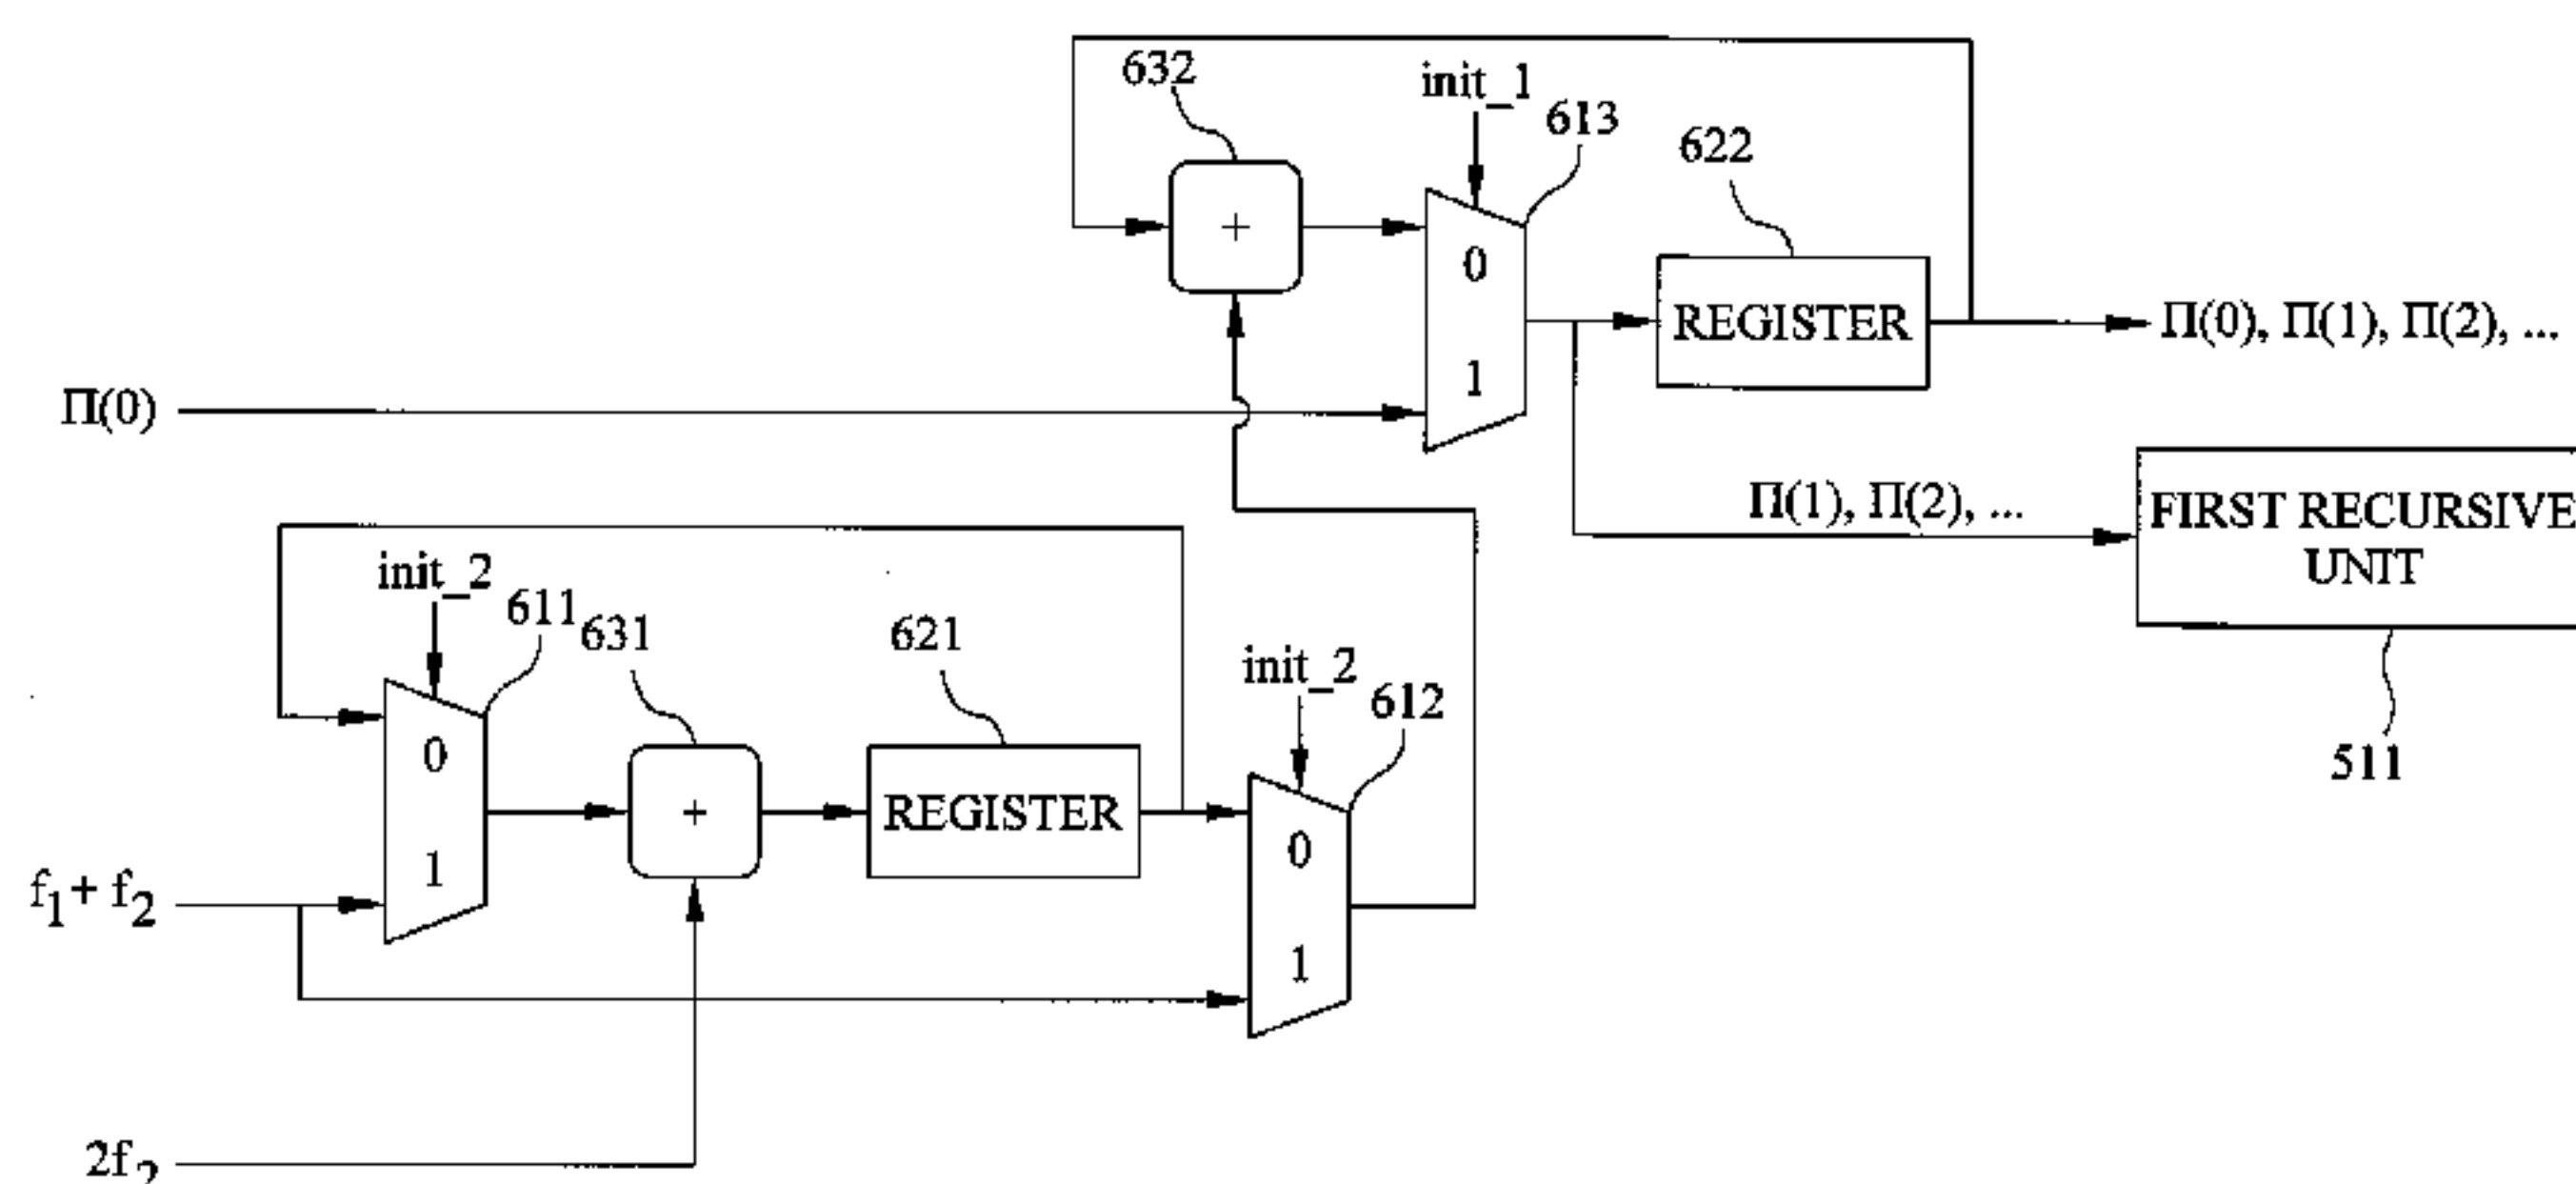 632
init_1
613
622
+
0
1
REGISTER
Π(0), Π(1), Π(2), ...
Π(0)
Π(1), Π(2), ...
FIRST RECURSIVE
UNIT
511
init_2
611
631
621
init_2
612
0
1
+
REGISTER
0
1
f₁+ f₂
2f₂